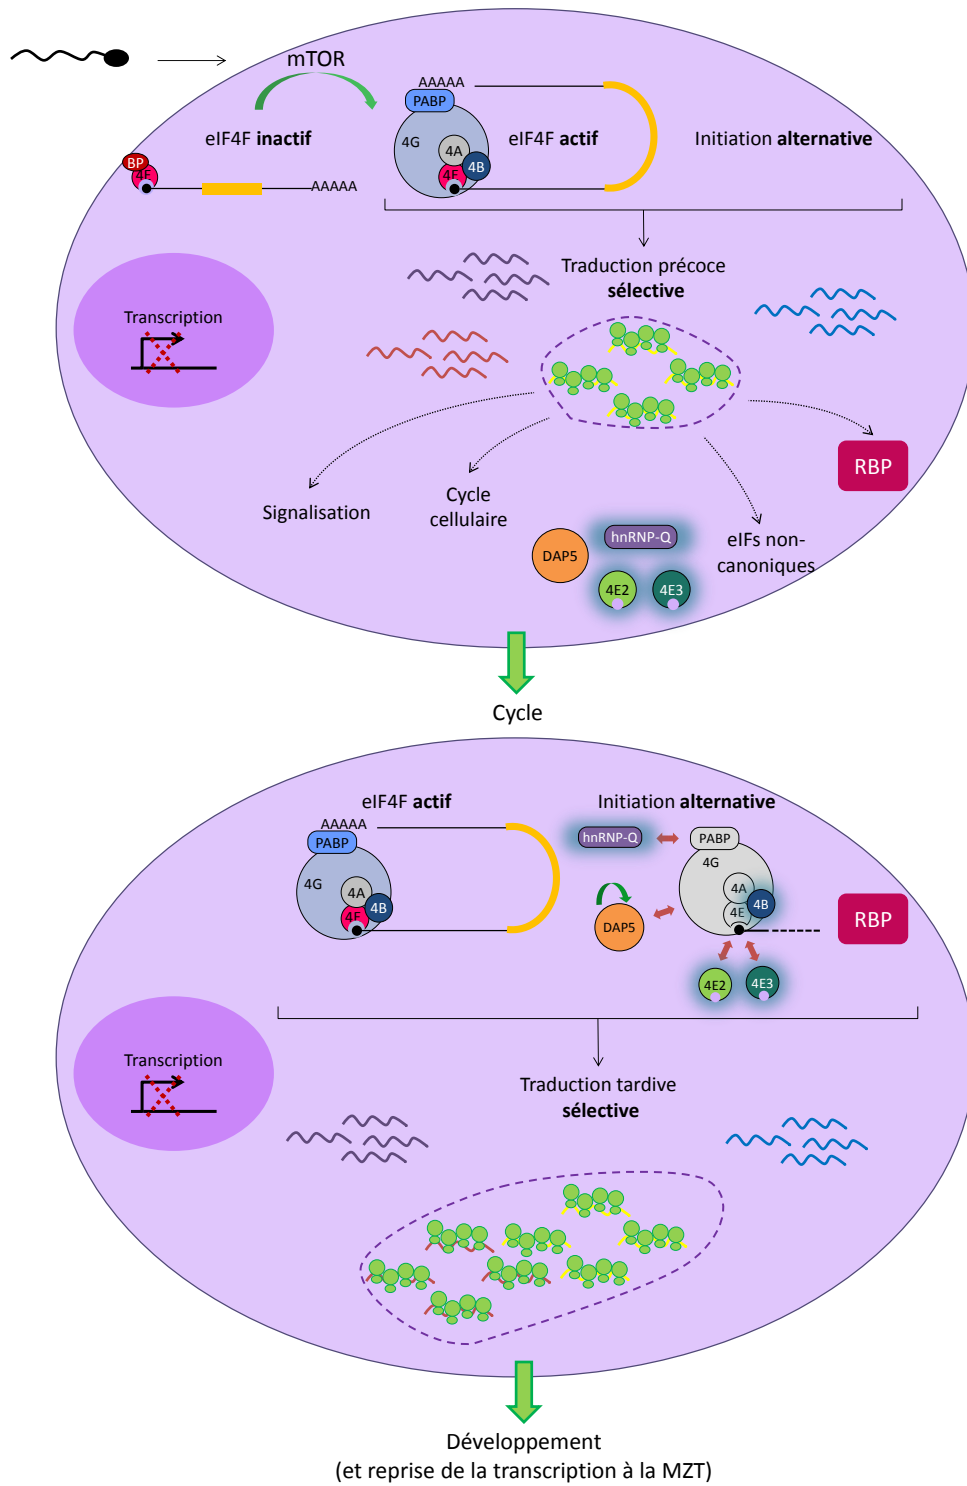 mTOR
AAAAA
PABP
eIF4F inactif
4G
4A
eIF4F actif
Initiation alternative
BP
4E
4E
4B
AAAAA
Traduction précoce
sélective
Transcription
RBP
Signalisation
Cycle
cellulaire
hnRNP-Q
eIFs non-
canoniques
DAP5
4E2
4E3
Cycle
eIF4F actif
Initiation alternative
AAAAA
PABP
hnRNP-Q
PABP
4G
4G
4A
4A
4E
4B
4E
4B
DAP5
RBP
4E2
4E3
Transcription
Traduction tardive
sélective
Développement
(et reprise de la transcription à la MZT)